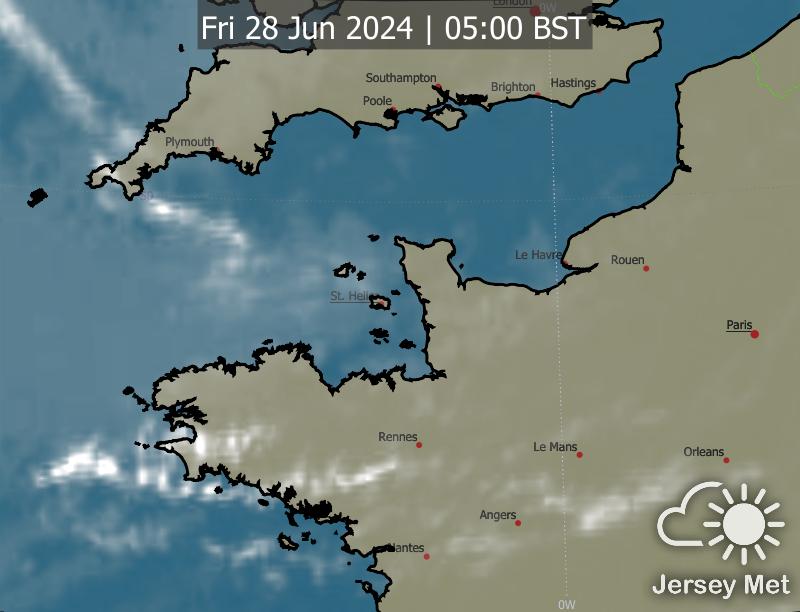 London
0W
Fri 28 Jun 2024 | 05:00 BST
Southampton
Brighton
Hastings
Poole
Plymouth
Le Havre
Rouen
St. Helier
Paris
Rennes
Le Mans
Orleans
Angers
Nantes
Jersey Met
0W